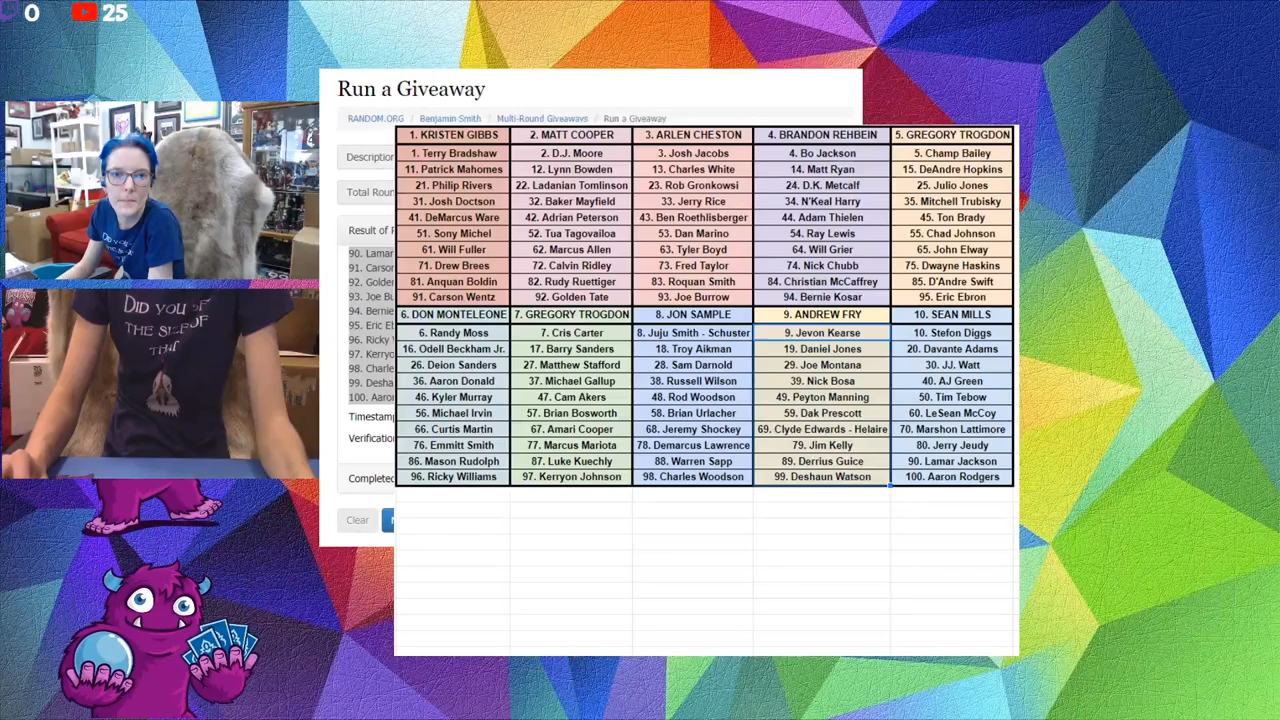 0 25
Run a Giveaway
RANDOM.ORG Benjamin Smith Multi-Round Giveaways Run a Giveaway
Description
Total Roun
Result of
90. Lamar
91. Carson
92. Golde
93. Joe Bu
94. Bernie
95. Eric Eb
96. Ricky
97. Kerryo
98. Charle
99. Desha
100. Aaro
Timestam
Verificatio
Complete
Clear
1. KRISTEN GIBBS 2. MATT COOPER 3. ARLEN CHESTON 4. BRANDON REHBEIN 5. GREGORY TROGDON
1. Terry Bradshaw 2. D.J. Moore 3. Josh Jacobs 4. Bo Jackson 5. Champ Bailey
11. Patrick Mahomes 12. Lynn Bowden 13. Charles White 14. Matt Ryan 15. DeAndre Hopkins
21. Philip Rivers 22. Ladanian Tomlinson 23. Rob Gronkowsi 24. D.K. Metcalf 25. Julio Jones
31. Josh Doctson 32. Baker Mayfield 33. Jerry Rice 34. N'Keal Harry 35. Mitchell Trubisky
41. DeMarcus Ware 42. Adrian Peterson 43. Ben Roethlisberger 44. Adam Thielen 45. Ton Brady
51. Sony Michel 52. Tua Tagovailoa 53. Dan Marino 54. Ray Lewis 55. Chad Johnson
61. Will Fuller 62. Marcus Allen 63. Tyler Boyd 64. Will Grier 65. John Elway
71. Drew Brees 72. Calvin Ridley 73. Fred Taylor 74. Nick Chubb 75. Dwayne Haskins
81. Anquan Boldin 82. Rudy Ruettiger 83. Roquan Smith 84. Christian McCaffrey 85. D'Andre Swift
91. Carson Wentz 92. Golden Tate 93. Joe Burrow 94. Bernie Kosar 95. Eric Ebron
6. DON MONTELEONE 7. GREGORY TROGDON 8. JON SAMPLE 9. ANDREW FRY 10. SEAN MILLS
6. Randy Moss 7. Cris Carter 8. Juju Smith - Schuster 9. Jevon Kearse 10. Stefon Diggs
16. Odell Beckham Jr. 17. Barry Sanders 18. Troy Aikman 19. Daniel Jones 20. Davante Adams
26. Deion Sanders 27. Matthew Stafford 28. Sam Darnold 29. Joe Montana 30. JJ. Watt
36. Aaron Donald 37. Michael Gallup 38. Russell Wilson 39. Nick Bosa 40. AJ Green
46. Kyler Murray 47. Cam Akers 48. Rod Woodson 49. Peyton Manning 50. Tim Tebow
56. Michael Irvin 57. Brian Bosworth 58. Brian Urlacher 59. Dak Prescott 60. LeSean McCoy
66. Curtis Martin 67. Amari Cooper 68. Jeremy Shockey 69. Clyde Edwards - Helaire 70. Marshon Lattimore
76. Emmitt Smith 77. Marcus Mariota 78. Demarcus Lawrence 79. Jim Kelly 80. Jerry Jeudy
86. Mason Rudolph 87. Luke Kuechly 88. Warren Sapp 89. Derrius Guice 90. Lamar Jackson
96. Ricky Williams 97. Kerryon Johnson 98. Charles Woodson 99. Deshaun Watson 100. Aaron Rodgers
DID YOU
THE SIZE OF